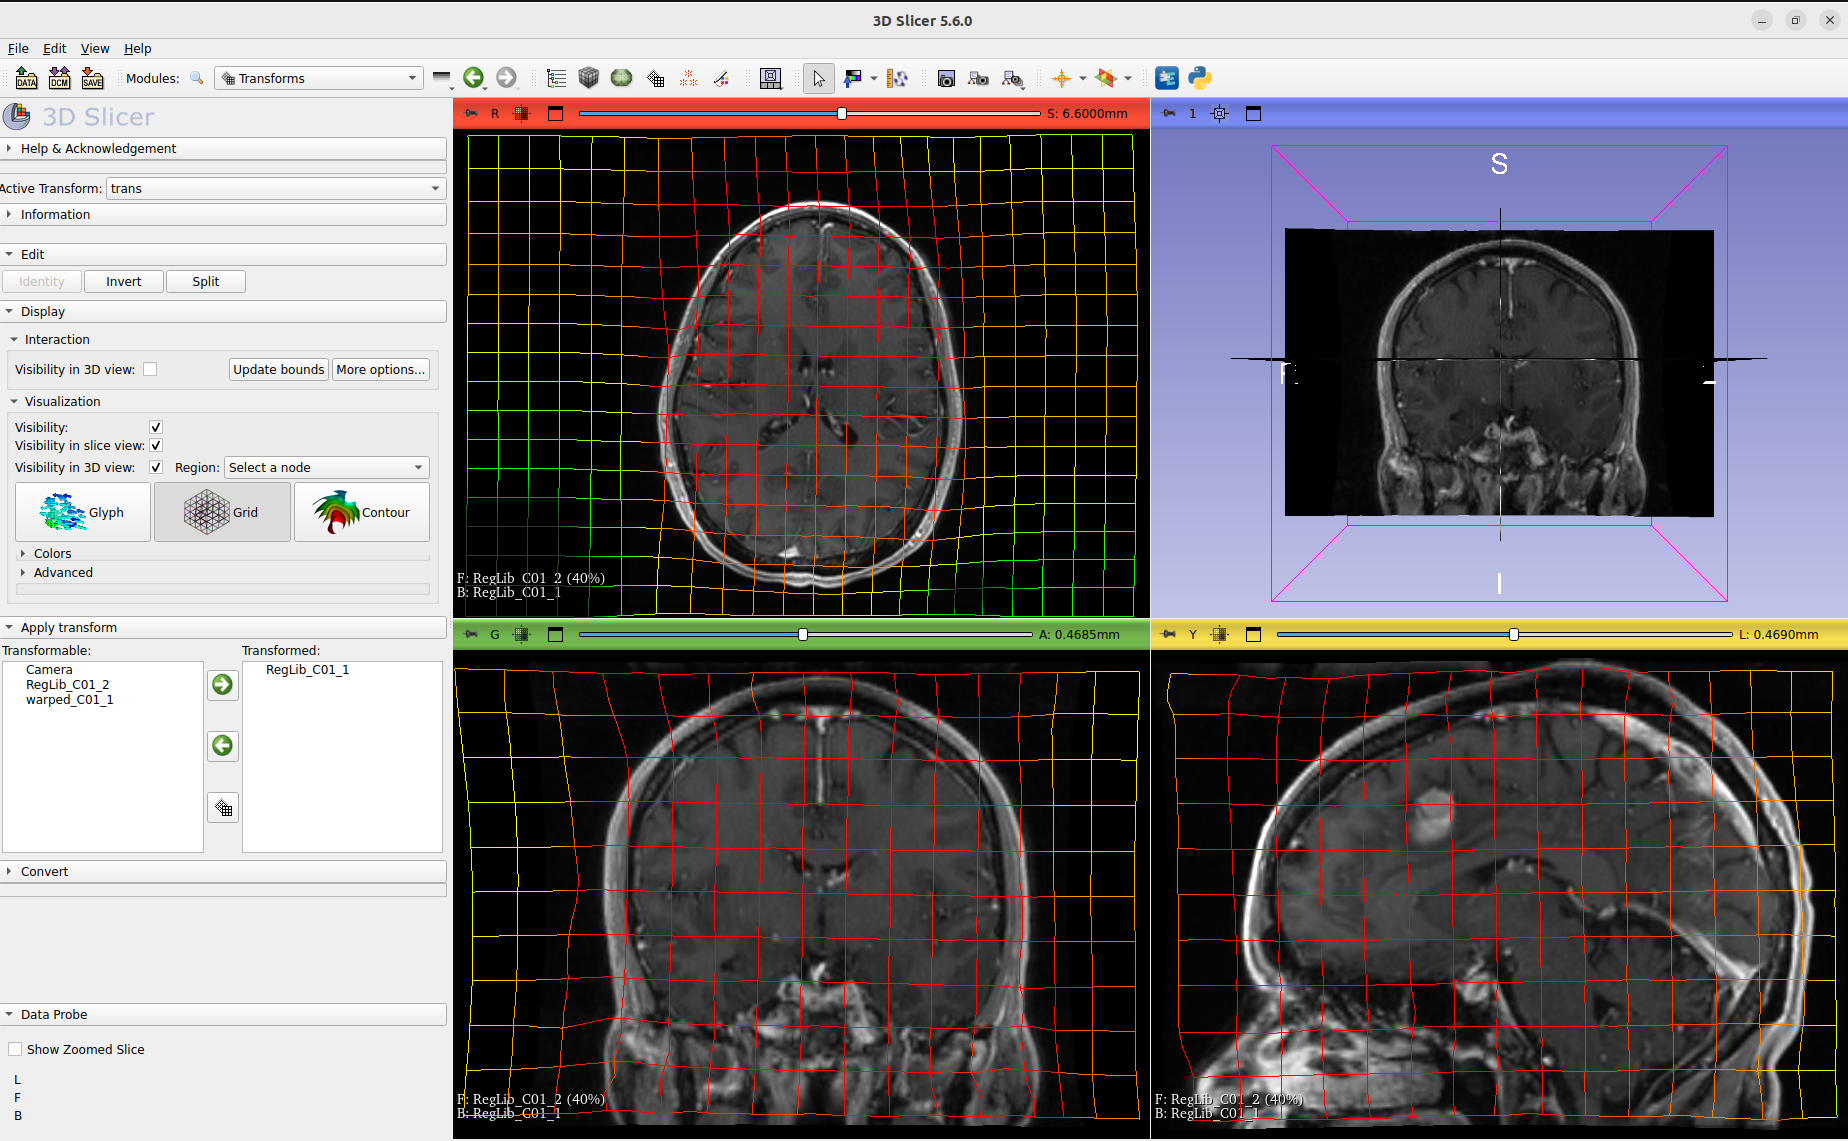 3D Slicer 5.6.0
File Edit View Help
DATA DCM SAVE Modules: Transforms
3D Slicer
Help & Acknowledgement
Active Transform: trans
Information
Edit
Identity Invert Split
Display
Interaction
Visibility in 3D view: Update bounds More options...
Visualization
Visibility:
Visibility in slice view:
Visibility in 3D view: Region: Select a node
Glyph Grid Contour
Colors
Advanced
Apply transform
Transformable: Transformed:
Camera
RegLib_C01_2
warped_C01_1
RegLib_C01_1
Convert
Data Probe
Show Zoomed Slice
L
F
B
R S: 6.6000mm
F: RegLib_C01_2 (40%)
B: RegLib_C01_1
1
S
I
G A: 0.4685mm
F: RegLib_C01_2 (40%)
B: RegLib_C01_1
Y L: 0.4690mm
F: RegLib_C01_2 (40%)
B: RegLib_C01_1